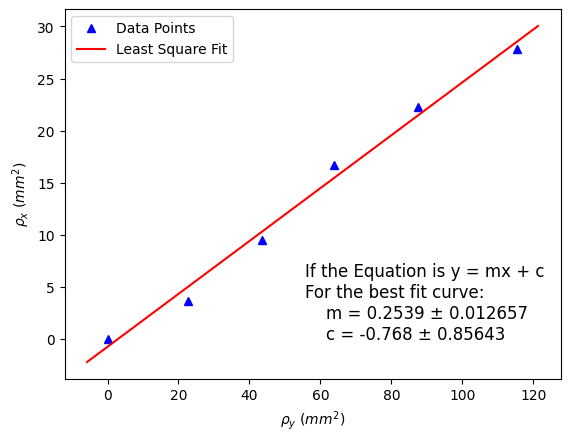 Data Points
Least Square Fit
30
25
20
15
10
5
0
ρx (mm²)
If the Equation is y = mx + c
For the best fit curve:
m = 0.2539 ± 0.012657
c = -0.768 ± 0.85643
0 20 40 60 80 100 120
ρy (mm²)